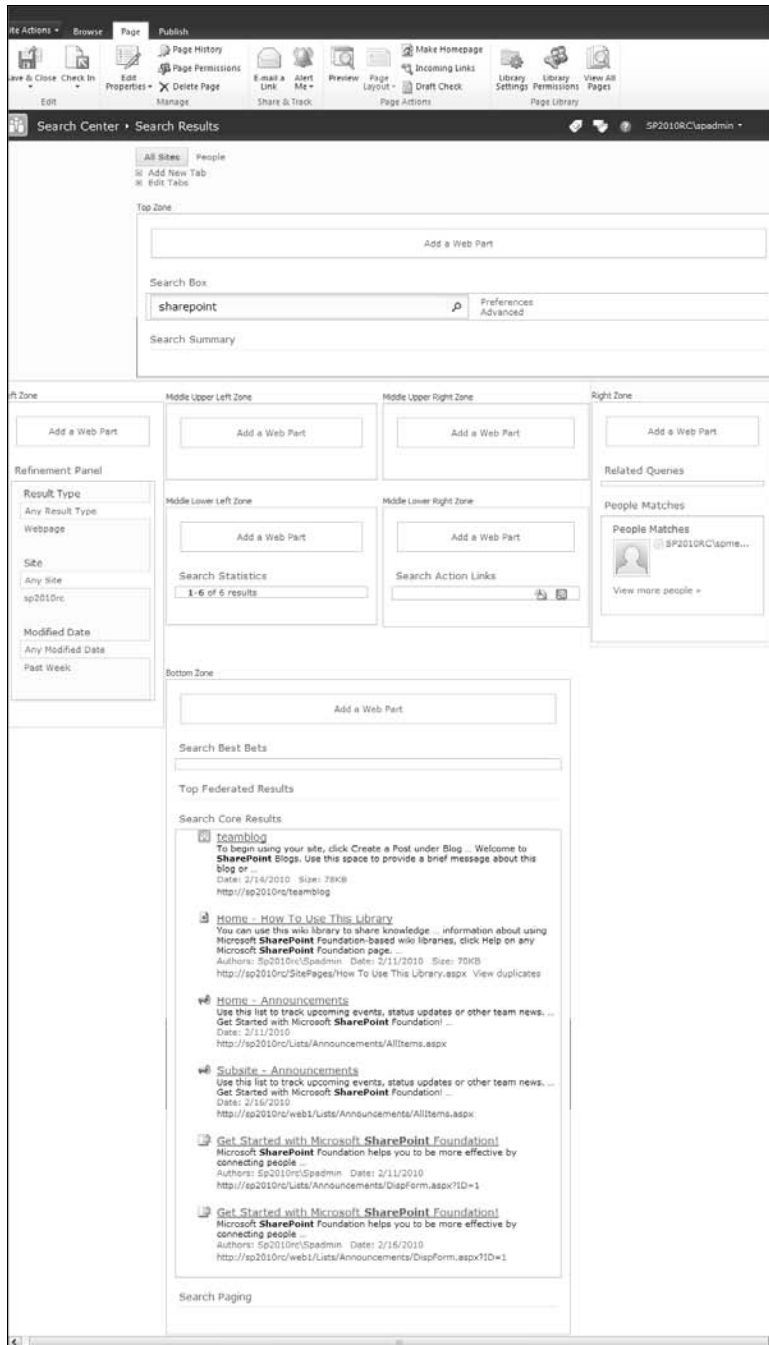 ite Actions Browse Page Publish
ave & Close Check In
Edit
Edit Properties
Page History
Page Permissions
Delete Page
Manage
E-mail a Link
Alert Me
Share & Track
Preview
Page Layout
Make Homepage
Incoming Links
Draft Check
Page Actions
Library Settings
Library Permissions
View All Pages
Page Library
Search Center Search Results
SP2010RC\spadmin
All Sites People
Add New Tab
Edit Tabs
Top Zone
Add a Web Part
Search Box
sharepoint
Preferences
Advanced
Search Summary
ft Zone
Add a Web Part
Refinement Panel
Result Type
Any Result Type
Webpage
Site
Any Site
sp2010rc
Modified Date
Any Modified Date
Past Week
Middle Upper Left Zone
Add a Web Part
Middle Upper Right Zone
Add a Web Part
Middle Lower Left Zone
Add a Web Part
Search Statistics
1-6 of 6 results
Middle Lower Right Zone
Add a Web Part
Search Action Links
Right Zone
Add a Web Part
Related Queries
People Matches
People Matches
SP2010RC\spme...
View more people »
Bottom Zone
Add a Web Part
Search Best Bets
Top Federated Results
Search Core Results
teamblog
To begin using your site, click Create a Post under Blog ... Welcome to
SharePoint Blogs. Use this space to provide a brief message about this
blog or ...
Date: 2/14/2010 Size: 78KB
http://sp2010rc/teamblog
Home - How To Use This Library
You can use this wiki library to share knowledge ... information about using
Microsoft SharePoint Foundation-based wiki libraries, click Help on any
Microsoft SharePoint Foundation page. ...
Authors: Sp2010rc\Spadmin Date: 2/11/2010 Size: 70KB
http://sp2010rc/SitePages/How To Use This Library.aspx View duplicates
Home - Announcements
Use this list to track upcoming events, status updates or other team news. ...
Get Started with Microsoft SharePoint Foundation! ...
Date: 2/11/2010
http://sp2010rc/Lists/Announcements/AllItems.aspx
Subsite - Announcements
Use this list to track upcoming events, status updates or other team news. ...
Get Started with Microsoft SharePoint Foundation! ...
Date: 2/16/2010
http://sp2010rc/web1/Lists/Announcements/AllItems.aspx
Get Started with Microsoft SharePoint Foundation!
Microsoft SharePoint Foundation helps you to be more effective by
connecting people ...
Authors: Sp2010rc\Spadmin Date: 2/11/2010
http://sp2010rc/Lists/Announcements/DispForm.aspx?ID=1
Get Started with Microsoft SharePoint Foundation!
Microsoft SharePoint Foundation helps you to be more effective by
connecting people ...
Authors: Sp2010rc\Spadmin Date: 2/16/2010
http://sp2010rc/web1/Lists/Announcements/DispForm.aspx?ID=1
Search Paging